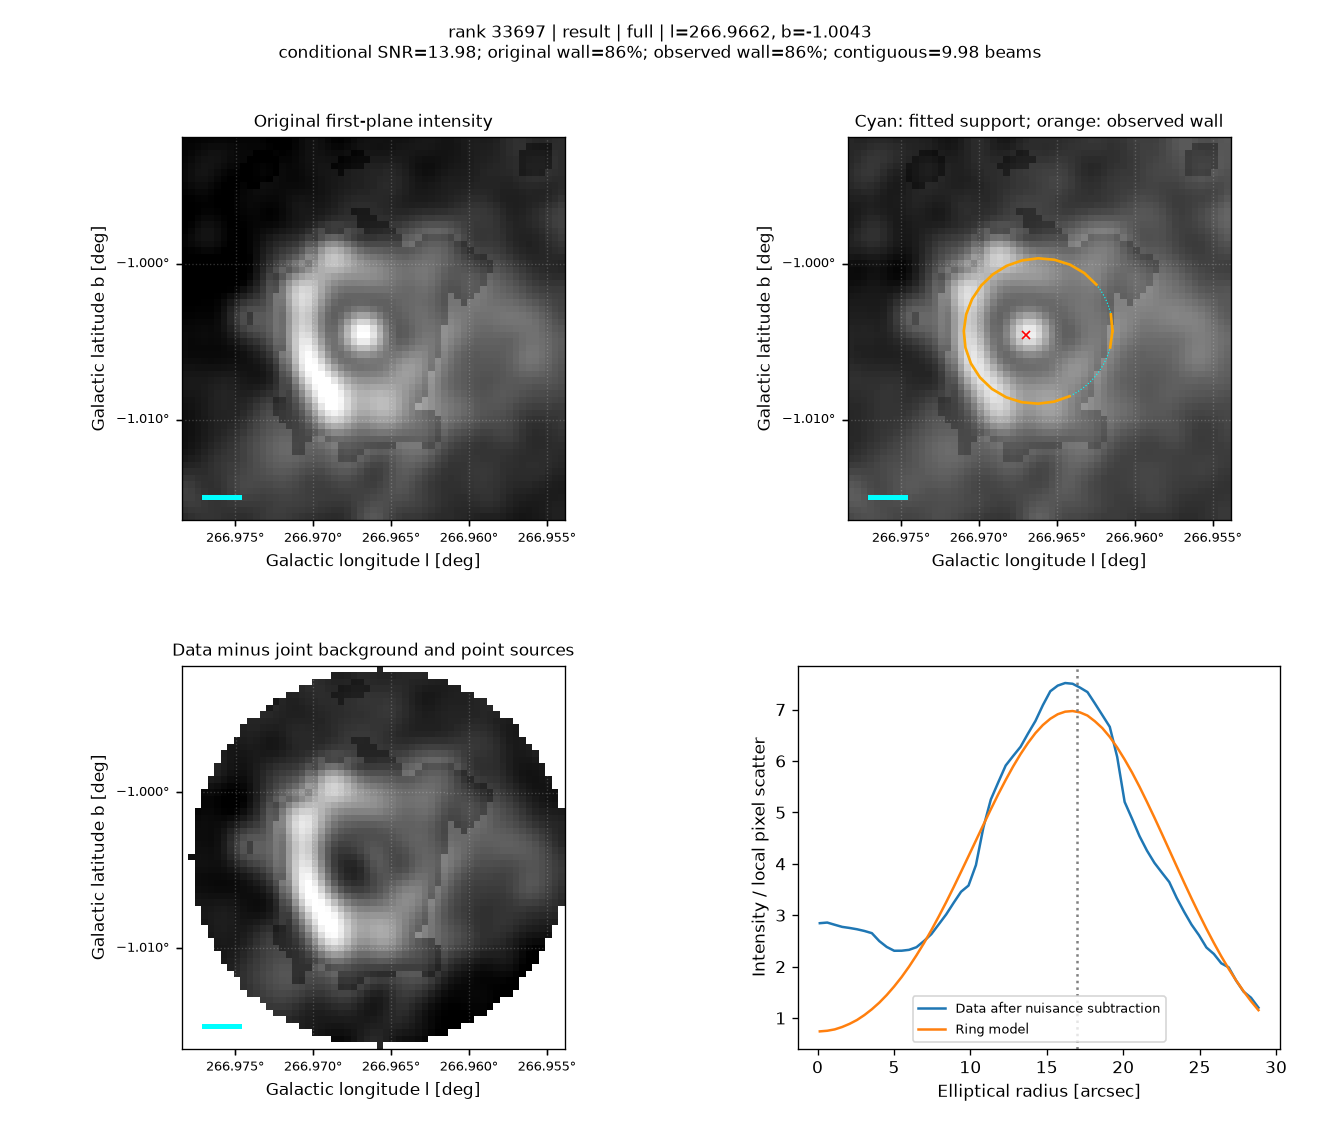 rank 33697 | result | full | l=266.9662, b=-1.0043
conditional SNR=13.98; original wall=86%; observed wall=86%; contiguous=9.98 beams
Original first-plane intensity
Galactic latitude b [deg]
−1.000°
−1.010°
266.975° 266.970° 266.965° 266.960° 266.955°
Galactic longitude l [deg]
Cyan: fitted support; orange: observed wall
Galactic latitude b [deg]
−1.000°
−1.010°
266.975° 266.970° 266.965° 266.960° 266.955°
Galactic longitude l [deg]
Data minus joint background and point sources
Galactic latitude b [deg]
−1.000°
−1.010°
266.975° 266.970° 266.965° 266.960° 266.955°
Galactic longitude l [deg]
Intensity / local pixel scatter
7
6
5
4
3
2
1
Data after nuisance subtraction
Ring model
0 5 10 15 20 25 30
Elliptical radius [arcsec]